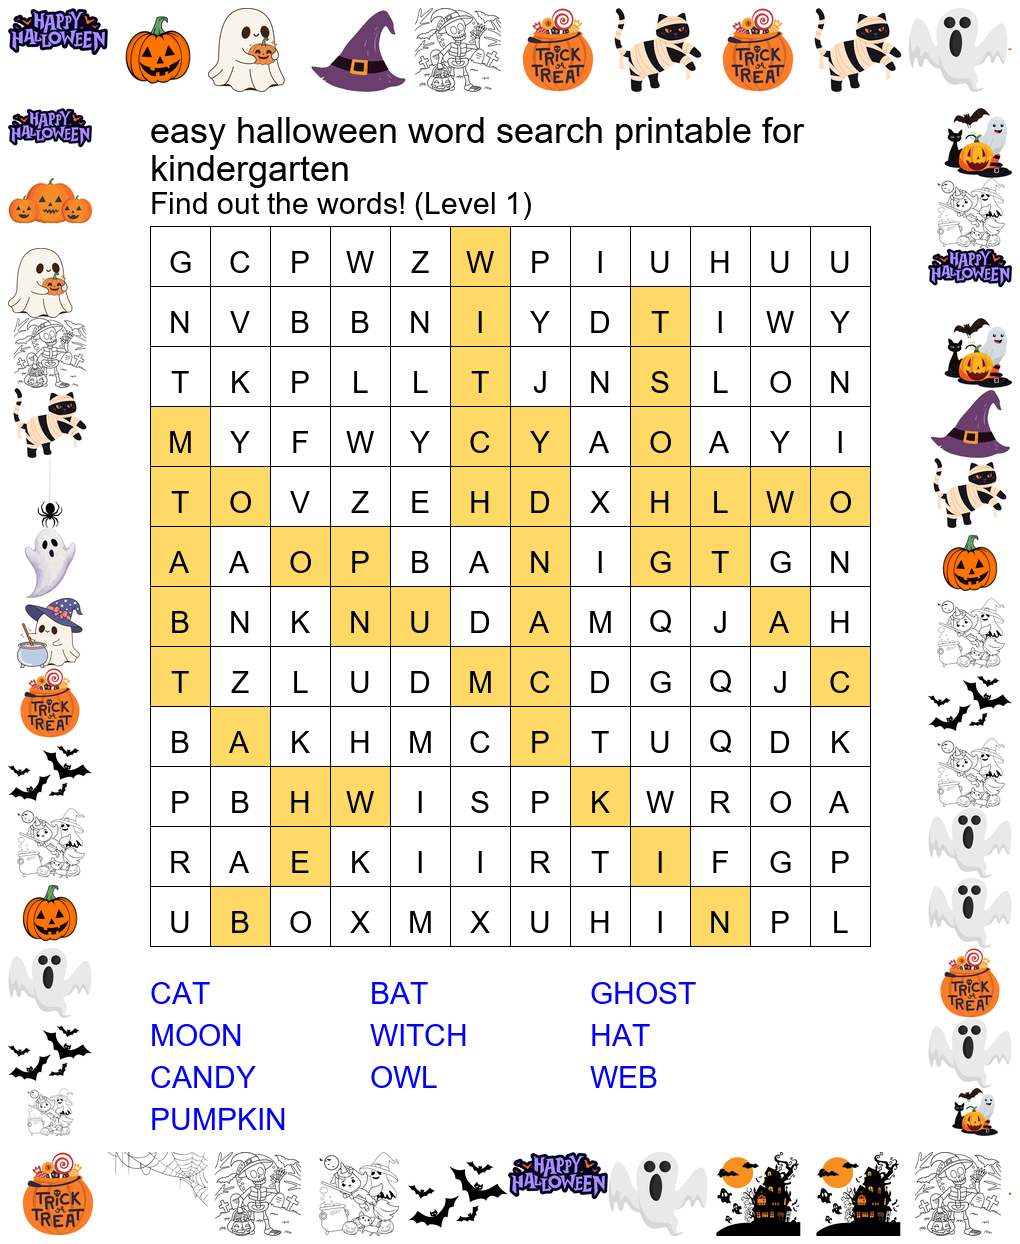 HAPPY HALLOWEEN
TRICK or TREAT
TRICK or TREAT
HAPPY HALLOWEEN
easy halloween word search printable for
kindergarten
Find out the words! (Level 1)
HAPPY HALLOWEEN
G C P W Z W P I U H U U
N V B B N I Y D T I W Y
T K P L L T J N S L O N
M Y F W Y C Y A O A Y I
T O V Z E H D X H L W O
A A O P B A N I G T G N
B N K N U D A M Q J A H
T Z L U D M C D G Q J C
TRICK or TREAT
B A K H M C P T U Q D K
P B H W I S P K W R O A
R A E K I I R T I F G P
U B O X M X U H I N P L
TRICK or TREAT
CAT BAT GHOST
MOON WITCH HAT
CANDY OWL WEB
PUMPKIN
TRICK or TREAT
HAPPY HALLOWEEN